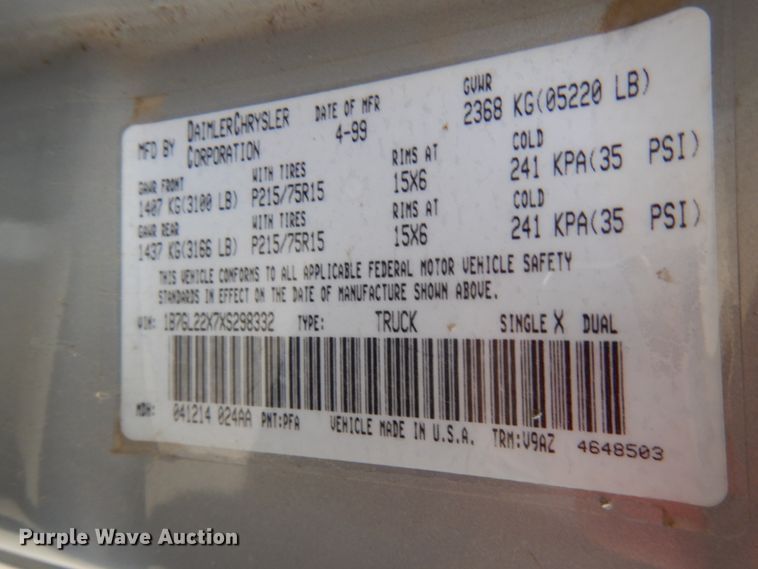 MFD BY DAIMLERCHRYSLER CORPORATION DATE OF MFR 4-99 GVWR 2368 KG(05220 LB)
GAWR FRONT WITH TIRES RIMS AT COLD
1407 KG(3100 LB) P215/75R15 15X6 241 KPA(35 PSI)
GAWR REAR WITH TIRES RIMS AT COLD
1437 KG(3166 LB) P215/75R15 15X6 241 KPA(35 PSI)
THIS VEHICLE CONFORMS TO ALL APPLICABLE FEDERAL MOTOR VEHICLE SAFETY
STANDARDS IN EFFECT ON THE DATE OF MANUFACTURE SHOWN ABOVE.
VIN: 1B7GL22X7XS298332 TYPE: TRUCK SINGLE X DUAL
MDH: 041214 024AA PNT:PFA VEHICLE MADE IN U.S.A. TRM:V9AZ 4648503
Purple Wave Auction